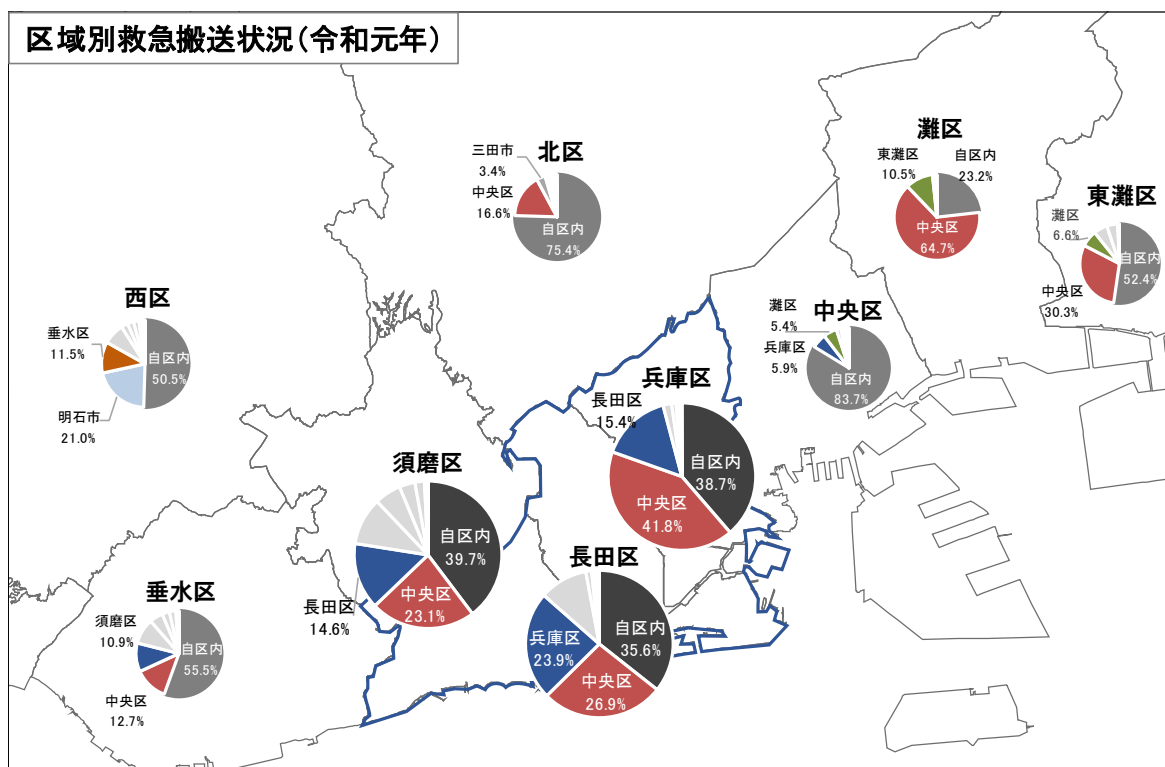 区域別救急搬送状況（令和元年）
北区
三田市
3.4%
中央区
16.6%
自区内
75.4%
灘区
東灘区
10.5%
自区内
23.2%
中央区
64.7%
東灘区
灘区
6.6%
自区内
52.4%
中央区
30.3%
西区
垂水区
11.5%
自区内
50.5%
明石市
21.0%
中央区
灘区
5.4%
兵庫区
5.9%
自区内
83.7%
兵庫区
長田区
15.4%
自区内
38.7%
中央区
41.8%
須磨区
自区内
39.7%
中央区
23.1%
長田区
14.6%
長田区
自区内
35.6%
兵庫区
23.9%
中央区
26.9%
垂水区
須磨区
10.9%
自区内
55.5%
中央区
12.7%